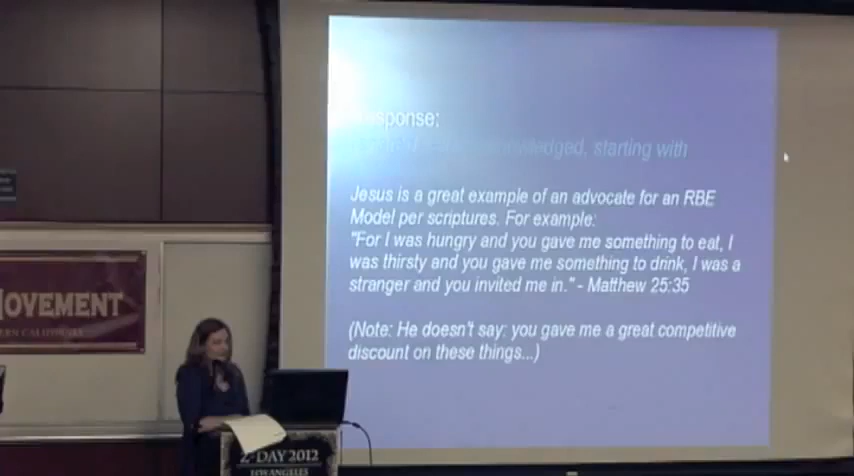 Response:
acknowledged, starting with
Jesus is a great example of an advocate for an RBE
Model per scriptures. For example:
"For I was hungry and you gave me something to eat, I
was thirsty and you gave me something to drink, I was a
stranger and you invited me in." - Matthew 25:35
(Note: He doesn't say: you gave me a great competitive
discount on these things...)
MOVEMENT
ERN CALIFORNIA
Z-DAY 2012
LOS ANGELES